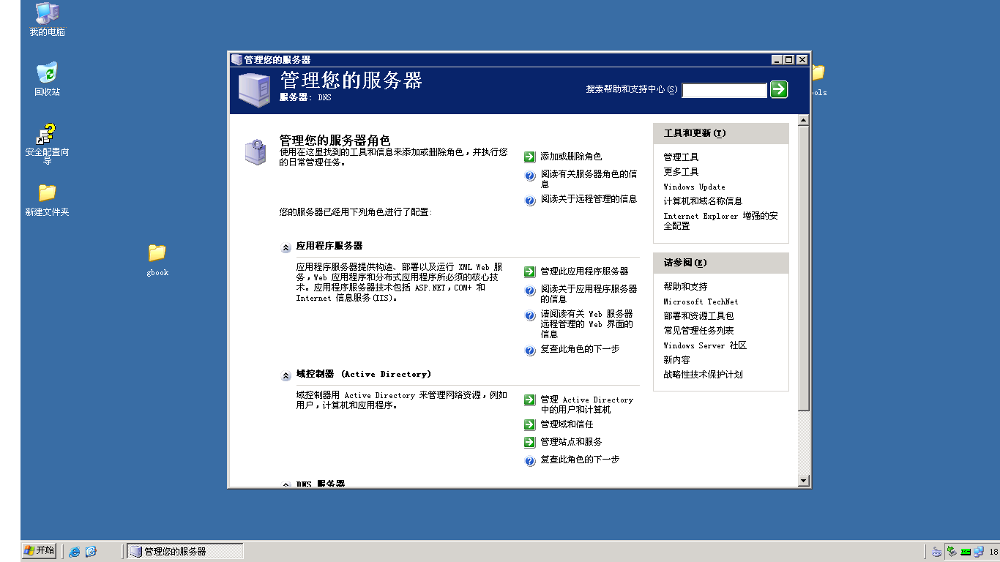 我的电脑
回收站
安全配置向
导
新建文件夹
gbook
管理您的服务器
管理您的服务器
服务器: DNS
搜索帮助和支持中心(S)
管理您的服务器角色
使用在这里找到的工具和信息来添加或删除角色，并执行您
的日常管理任务。
添加或删除角色
阅读有关服务器角色的信
息
阅读关于远程管理的信息
您的服务器已经用下列角色进行了配置:
应用程序服务器
应用程序服务器提供构造、部署以及运行 XML Web 服
务，Web 应用程序和分布式应用程序所必须的核心技
术。应用程序服务器技术包括 ASP.NET，COM+ 和
Internet 信息服务(IIS)。
管理此应用程序服务器
阅读关于应用程序服务器
的信息
请阅读有关 Web 服务器
远程管理的 Web 界面的
信息
复查此角色的下一步
域控制器 (Active Directory)
域控制器用 Active Directory 来管理网络资源，例如
用户，计算机和应用程序。
管理 Active Directory
中的用户和计算机
管理域和信任
管理站点和服务
复查此角色的下一步
DNS 服务器
工具和更新(T)
管理工具
更多工具
Windows Update
计算机和域名称信息
Internet Explorer 增强的安
全配置
请参阅(E)
帮助和支持
Microsoft TechNet
部署和资源工具包
常见管理任务列表
Windows Server 社区
新内容
战略性技术保护计划
ols
开始
管理您的服务器
18